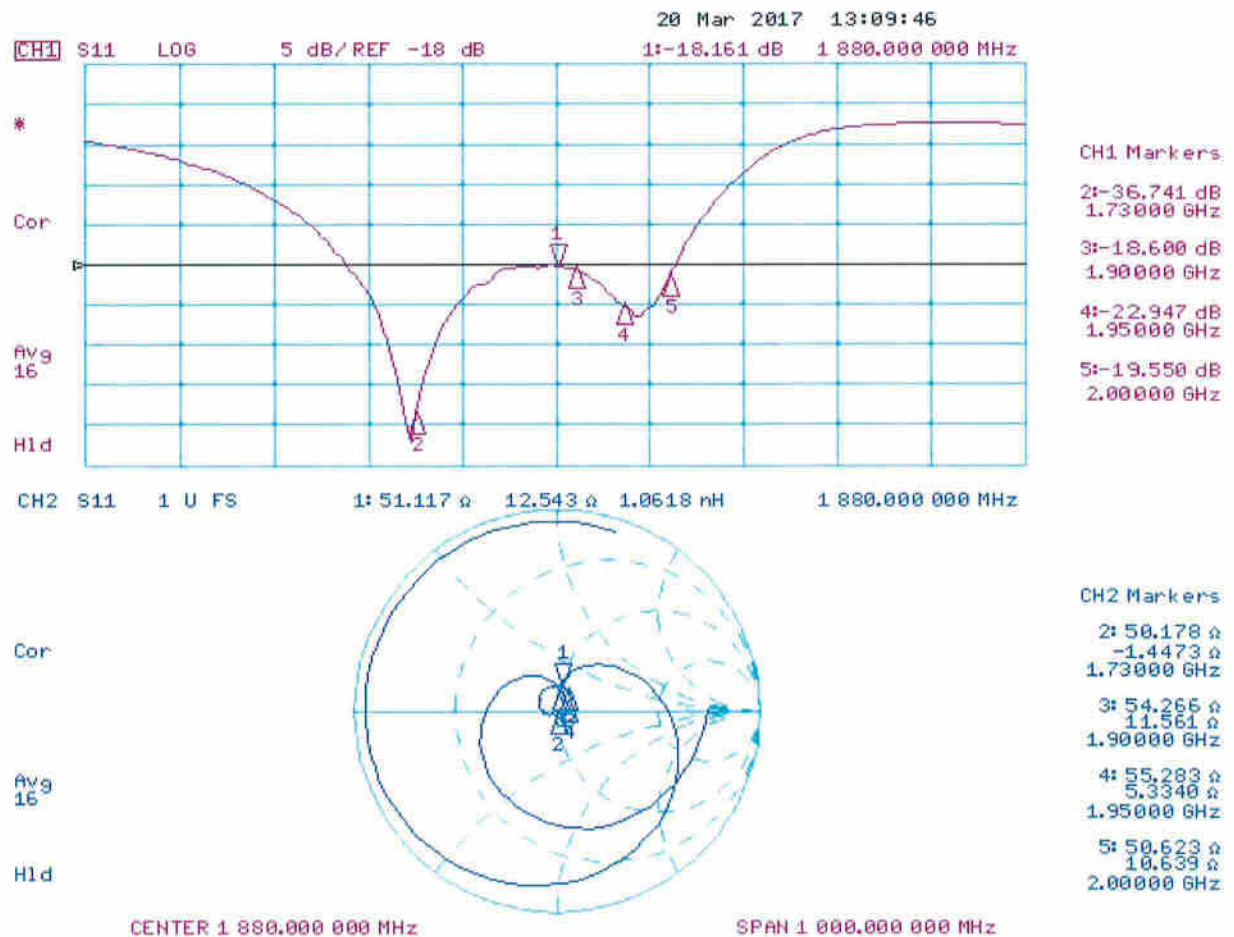 20 Mar 2017 13:09:46
CH1 S11 LOG 5 dB/REF -18 dB 1:-18.161 dB 1 880.000 000 MHz
*
Cor
Avg
16
Hld
1
2
3
4
5
CH1 Markers
2:-36.741 dB
1.73000 GHz
3:-18.600 dB
1.90000 GHz
4:-22.947 dB
1.95000 GHz
5:-19.550 dB
2.00000 GHz
CH2 S11 1 U FS 1: 51.117 Ω 12.543 Ω 1.0618 nH 1 880.000 000 MHz
Cor
Avg
16
Hld
1
2
CH2 Markers
2: 50.178 Ω
-1.4473 Ω
1.73000 GHz
3: 54.266 Ω
11.561 Ω
1.90000 GHz
4: 55.283 Ω
5.3340 Ω
1.95000 GHz
5: 50.623 Ω
10.639 Ω
2.00000 GHz
CENTER 1 880.000 000 MHz SPAN 1 000.000 000 MHz